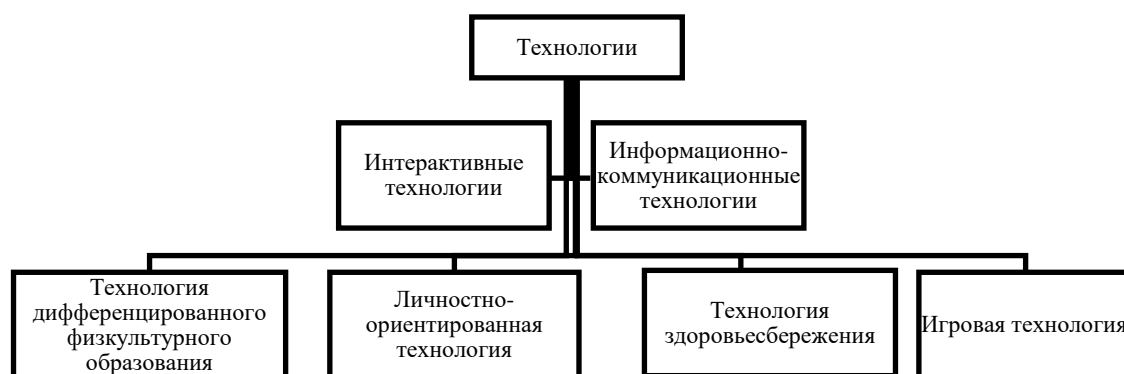 Технологии
Интерактивные
технологии
Информационно-
коммуникационные
технологии
Технология
дифференцированного
физкультурного
образования
Личностно-
ориентированная
технология
Технология
здоровьесбережения
Игровая технология